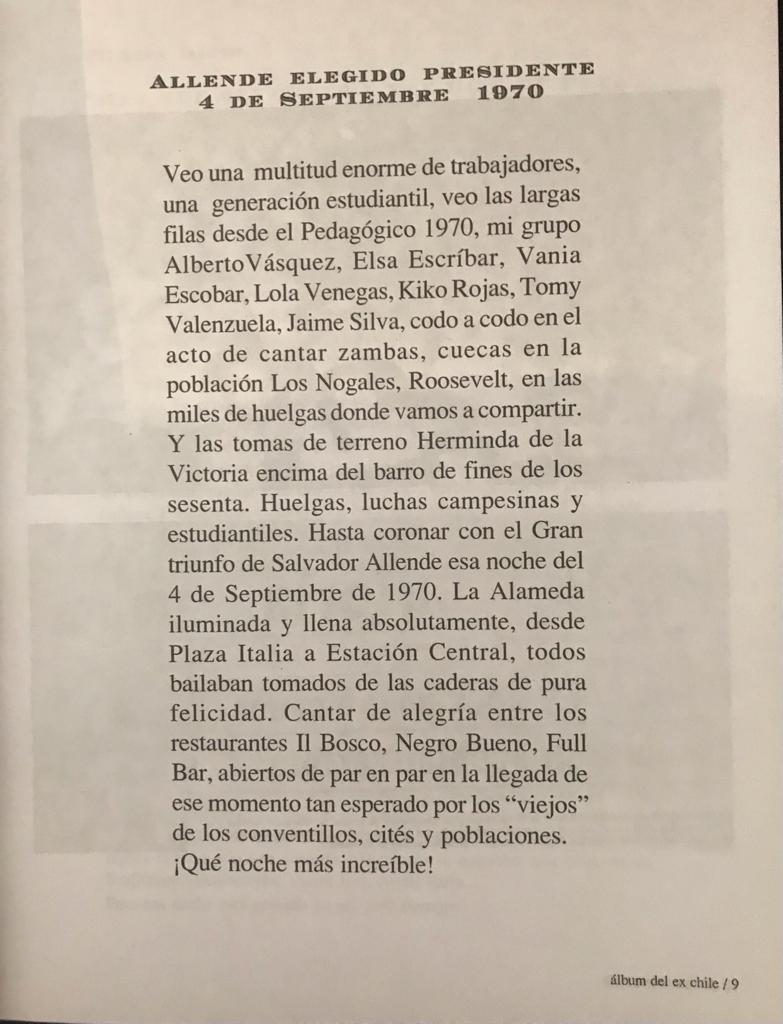 ALLENDE ELEGIDO PRESIDENTE
4 DE SEPTIEMBRE 1970
Veo una multitud enorme de trabajadores,
una generación estudiantil, veo las largas
filas desde el Pedagógico 1970, mi grupo
Alberto Vásquez, Elsa Escríbar, Vania
Escobar, Lola Venegas, Kiko Rojas, Tomy
Valenzuela, Jaime Silva, codo a codo en el
acto de cantar zambas, cuecas en la
población Los Nogales, Roosevelt, en las
miles de huelgas donde vamos a compartir.
Y las tomas de terreno Herminda de la
Victoria encima del barro de fines de los
sesenta. Huelgas, luchas campesinas y
estudiantiles. Hasta coronar con el Gran
triunfo de Salvador Allende esa noche del
4 de Septiembre de 1970. La Alameda
iluminada y llena absolutamente, desde
Plaza Italia a Estación Central, todos
bailaban tomados de las caderas de pura
felicidad. Cantar de alegría entre los
restaurantes Il Bosco, Negro Bueno, Full
Bar, abiertos de par en par en la llegada de
ese momento tan esperado por los “viejos”
de los conventillos, cités y poblaciones.
¡Qué noche más increíble!
álbum del ex chile / 9